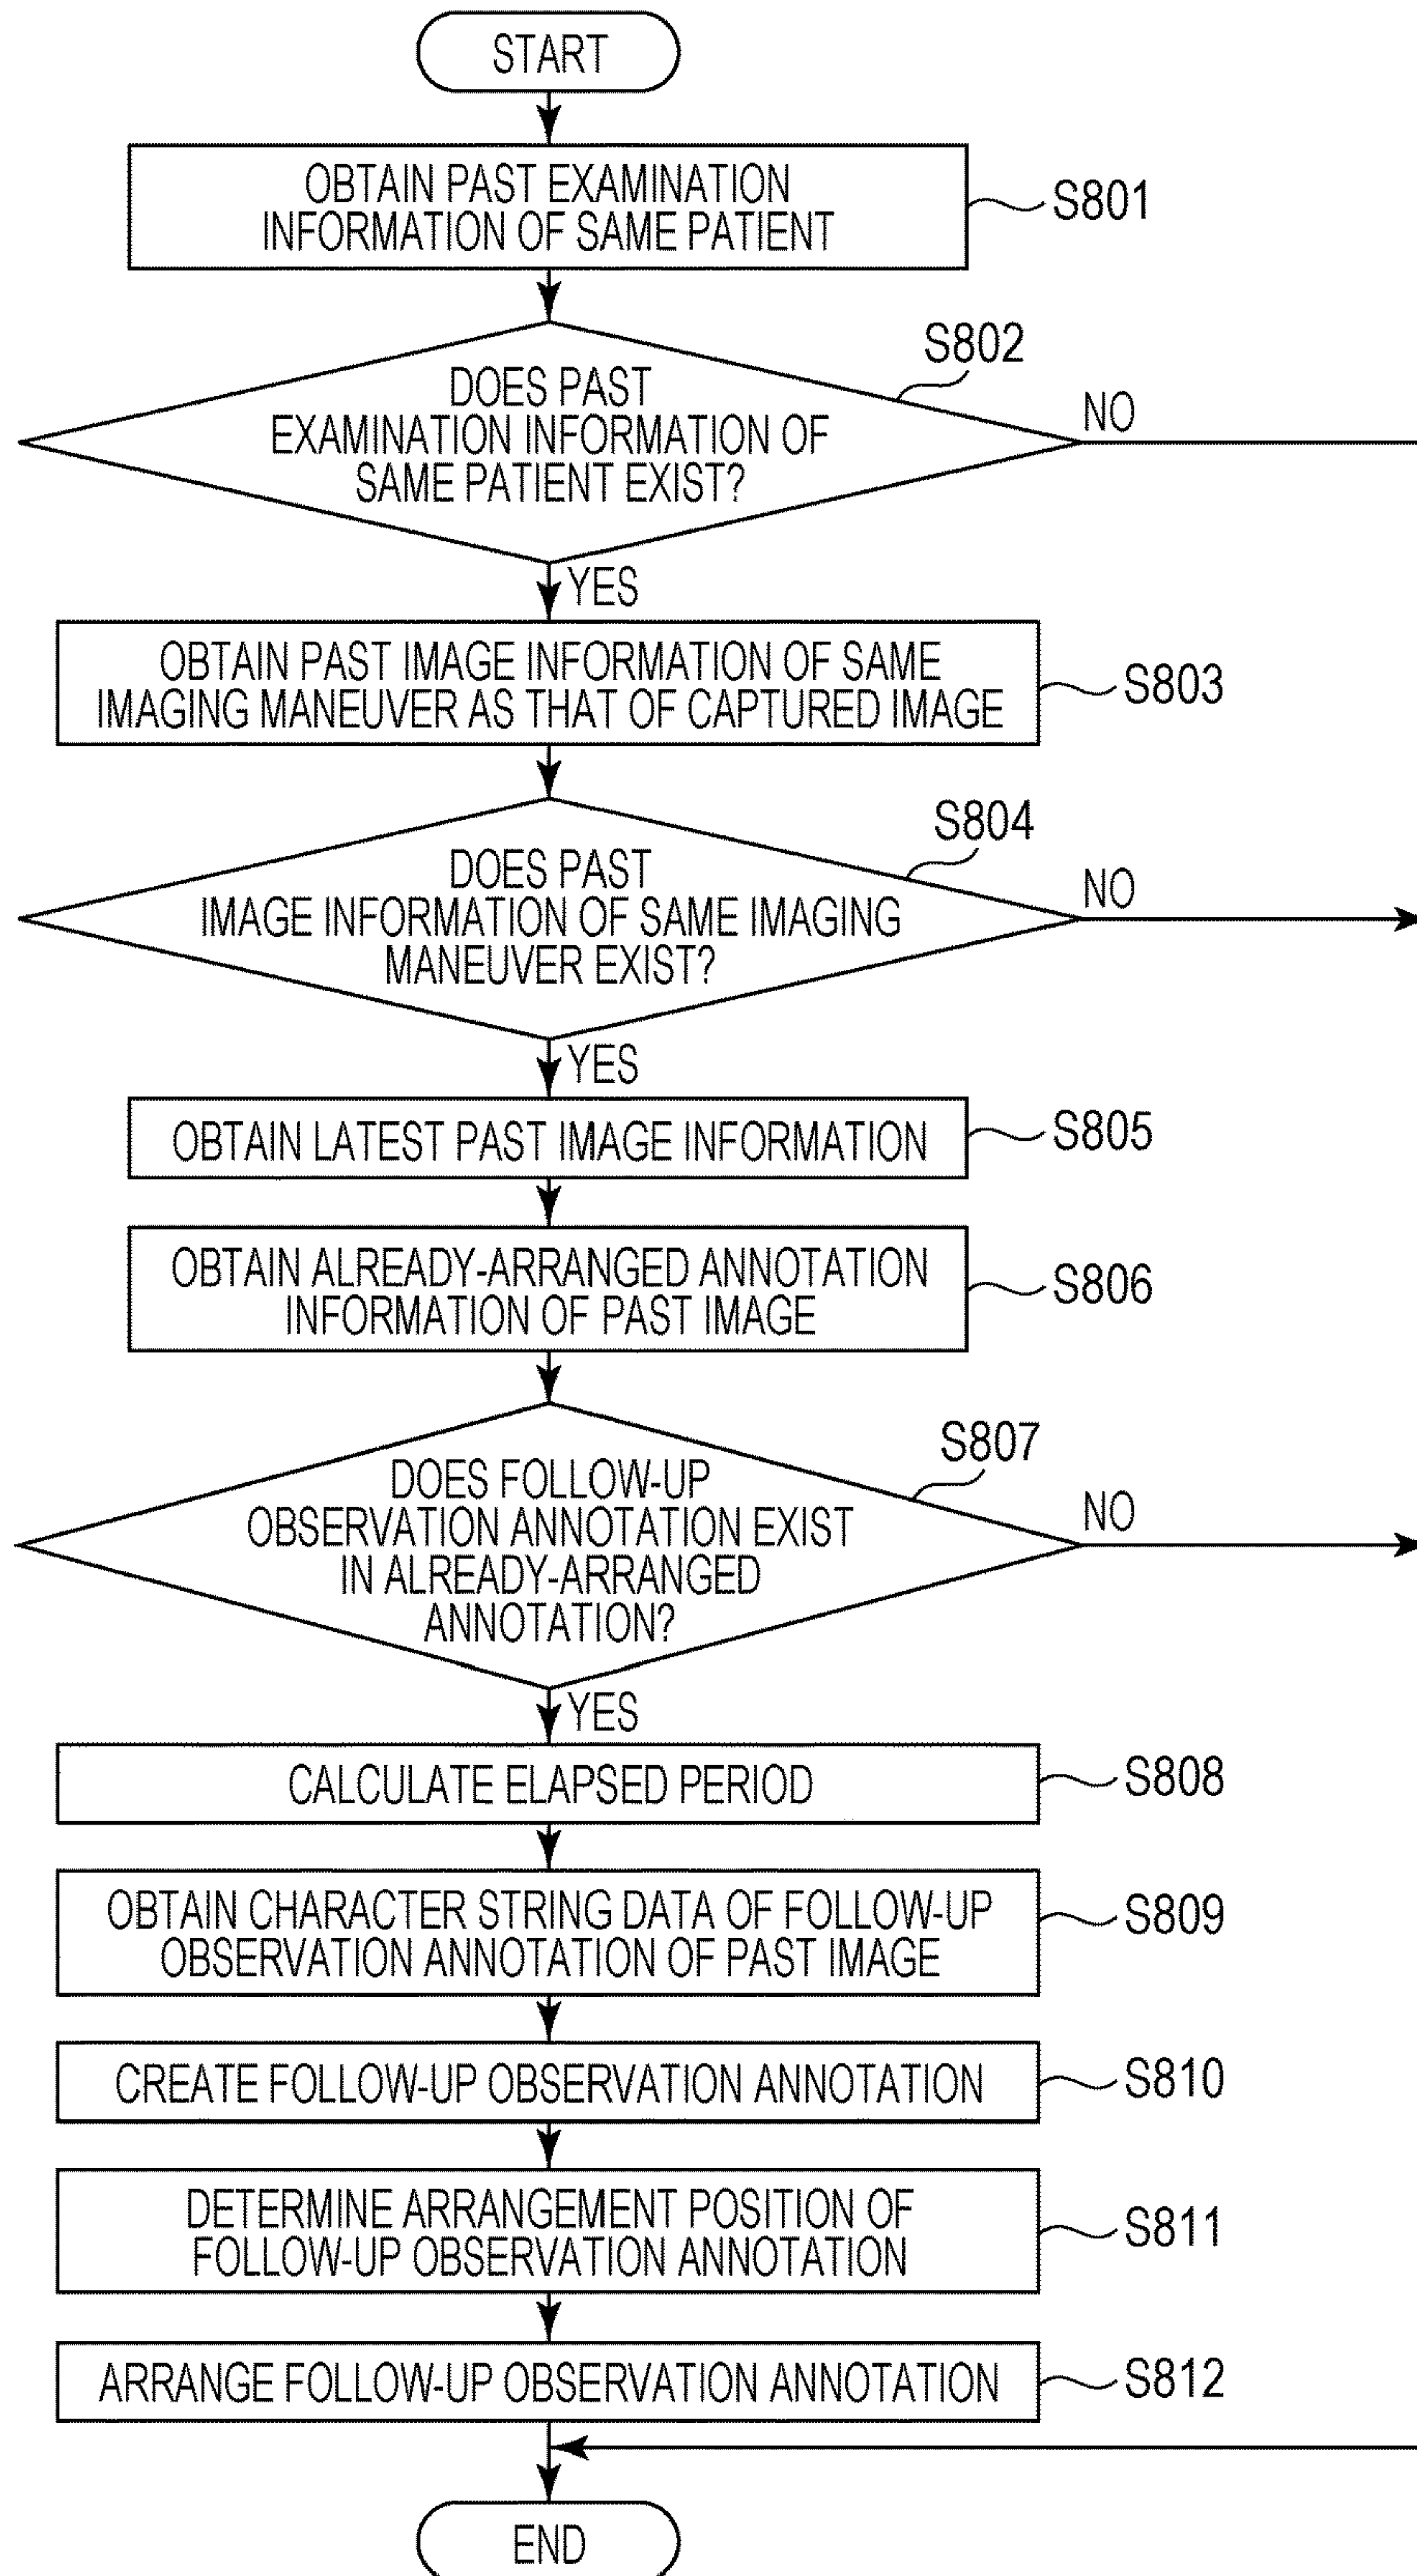 START
OBTAIN PAST EXAMINATION
INFORMATION OF SAME PATIENT
S801
S802
DOES PAST
EXAMINATION INFORMATION OF
SAME PATIENT EXIST?
NO
YES
OBTAIN PAST IMAGE INFORMATION OF SAME
IMAGING MANEUVER AS THAT OF CAPTURED IMAGE
S803
S804
DOES PAST
IMAGE INFORMATION OF SAME IMAGING
MANEUVER EXIST?
NO
YES
OBTAIN LATEST PAST IMAGE INFORMATION
S805
OBTAIN ALREADY-ARRANGED ANNOTATION
INFORMATION OF PAST IMAGE
S806
S807
DOES FOLLOW-UP
OBSERVATION ANNOTATION EXIST
IN ALREADY-ARRANGED
ANNOTATION?
NO
YES
CALCULATE ELAPSED PERIOD
S808
OBTAIN CHARACTER STRING DATA OF FOLLOW-UP
OBSERVATION ANNOTATION OF PAST IMAGE
S809
CREATE FOLLOW-UP OBSERVATION ANNOTATION
S810
DETERMINE ARRANGEMENT POSITION OF
FOLLOW-UP OBSERVATION ANNOTATION
S811
ARRANGE FOLLOW-UP OBSERVATION ANNOTATION
S812
END